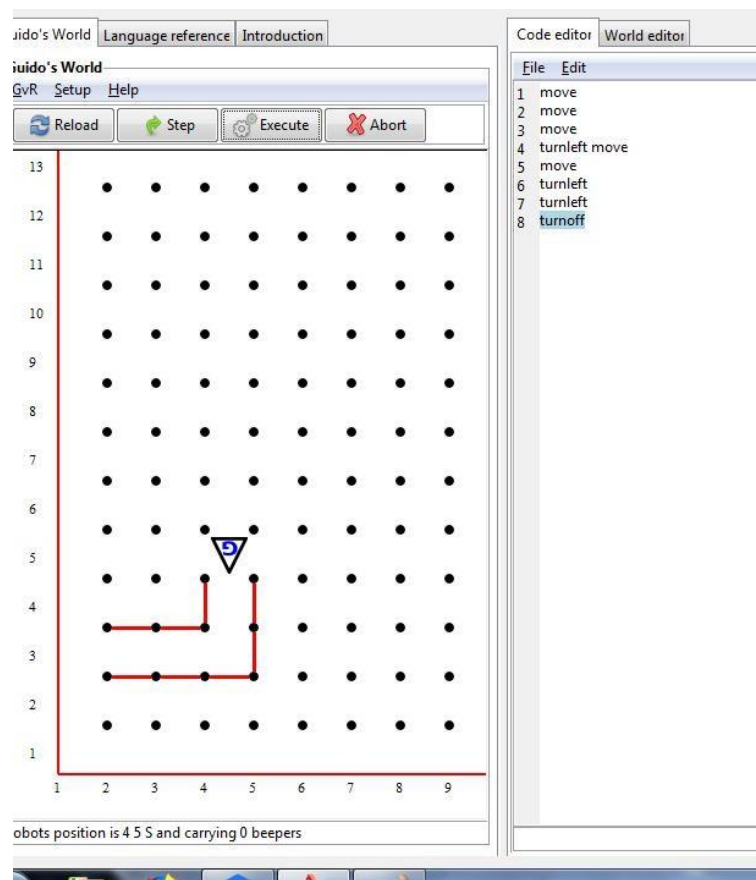 uido's World Language reference Introduction
Guido's World
GvR Setup Help
Reload Step Execute Abort
13
12
11
10
9
8
7
6
5
4
3
2
1
1 2 3 4 5 6 7 8 9
G
obots position is 4 5 S and carrying 0 beepers
Code editor World editor
File Edit
1 move
2 move
3 move
4 turnleft move
5 move
6 turnleft
7 turnleft
8 turnoff